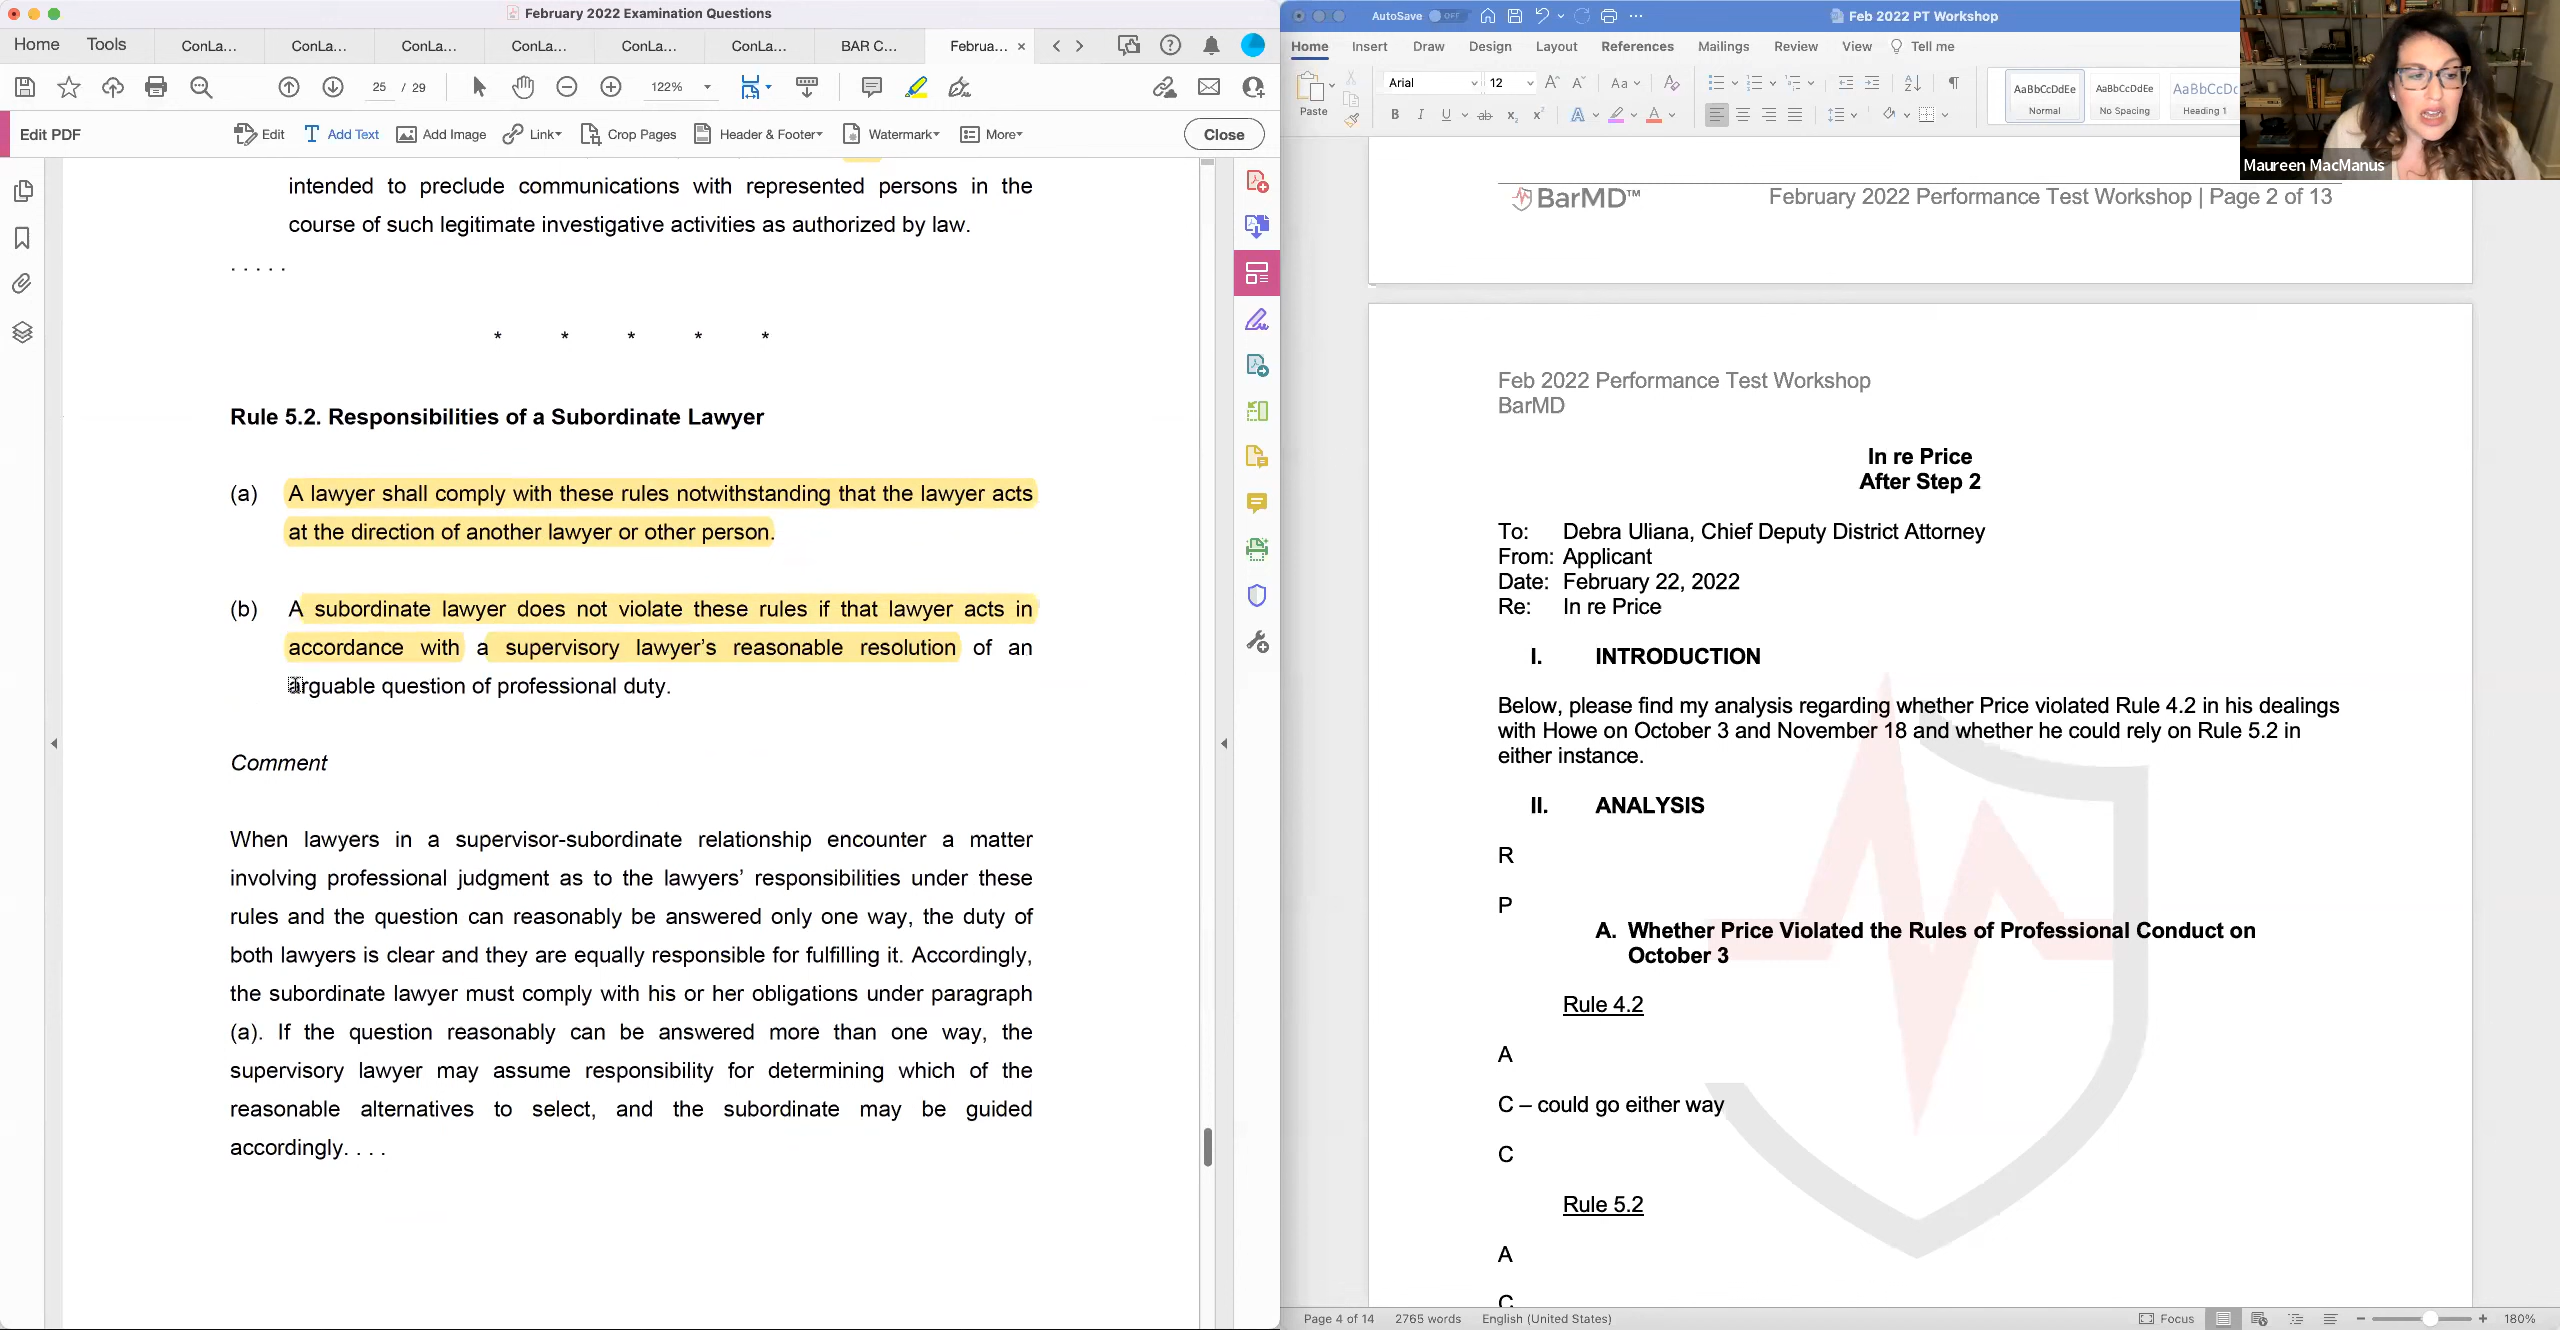 February 2022 Examination Questions
Home Tools ConLa... ConLa... ConLa... ConLa... ConLa... ConLa... BAR C... Februa... ×
25 / 29 122%
Edit PDF Edit Add Text Add Image Link Crop Pages Header & Footer Watermark More Close
intended to preclude communications with represented persons in the
course of such legitimate investigative activities as authorized by law.
. . . . .
* * * * *
Rule 5.2. Responsibilities of a Subordinate Lawyer
(a) A lawyer shall comply with these rules notwithstanding that the lawyer acts
at the direction of another lawyer or other person.
(b) A subordinate lawyer does not violate these rules if that lawyer acts in
accordance with a supervisory lawyer's reasonable resolution of an
arguable question of professional duty.
Comment
When lawyers in a supervisor-subordinate relationship encounter a matter
involving professional judgment as to the lawyers' responsibilities under these
rules and the question can reasonably be answered only one way, the duty of
both lawyers is clear and they are equally responsible for fulfilling it. Accordingly,
the subordinate lawyer must comply with his or her obligations under paragraph
(a). If the question reasonably can be answered more than one way, the
supervisory lawyer may assume responsibility for determining which of the
reasonable alternatives to select, and the subordinate may be guided
accordingly. . . .
AutoSave OFF Feb 2022 PT Workshop
Home Insert Draw Design Layout References Mailings Review View Tell me
Paste Arial 12 AaBbCcDdEe Normal AaBbCcDdEe No Spacing AaBbCcDc Heading 1
Maureen MacManus
BarMD™ February 2022 Performance Test Workshop | Page 2 of 13
Feb 2022 Performance Test Workshop
BarMD
In re Price
After Step 2
To: Debra Uliana, Chief Deputy District Attorney
From: Applicant
Date: February 22, 2022
Re: In re Price
I. INTRODUCTION
Below, please find my analysis regarding whether Price violated Rule 4.2 in his dealings
with Howe on October 3 and November 18 and whether he could rely on Rule 5.2 in
either instance.
II. ANALYSIS
R
P
A. Whether Price Violated the Rules of Professional Conduct on
October 3
Rule 4.2
A
C – could go either way
C
Rule 5.2
A
C
Page 4 of 14 2765 words English (United States) Focus 180%